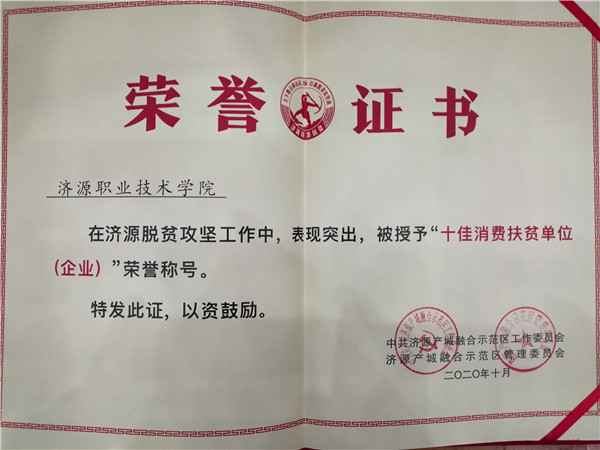 荣誉证书
济源职业技术学院
在济源脱贫攻坚工作中，表现突出，被授予“十佳消费扶贫单位
（企业）”荣誉称号。
特发此证，以资鼓励。
中共济源产城融合示范区工作委员会
济源产城融合示范区管理委员会
二〇二〇年十月